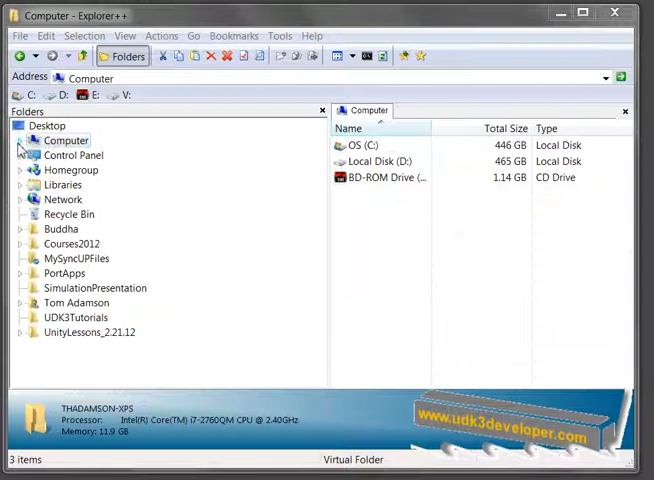 Computer - Explorer++
File Edit Selection View Actions Go Bookmarks Tools Help
Folders
Address Computer
C: D: E: V:
Folders
Desktop
Computer
Control Panel
Homegroup
Libraries
Network
Recycle Bin
Buddha
Courses2012
MySyncUPFiles
PortApps
SimulationPresentation
Tom Adamson
UDK3Tutorials
UnityLessons_2.21.12
Computer
Name Total Size Type
OS (C:) 446 GB Local Disk
Local Disk (D:) 465 GB Local Disk
BD-ROM Drive (... 1.14 GB CD Drive
THADAMSON-XPS
Processor: Intel(R) Core(TM) i7-2760QM CPU @ 2.40GHz
Memory: 11.9 GB
www.udk3developer.com
3 items Virtual Folder